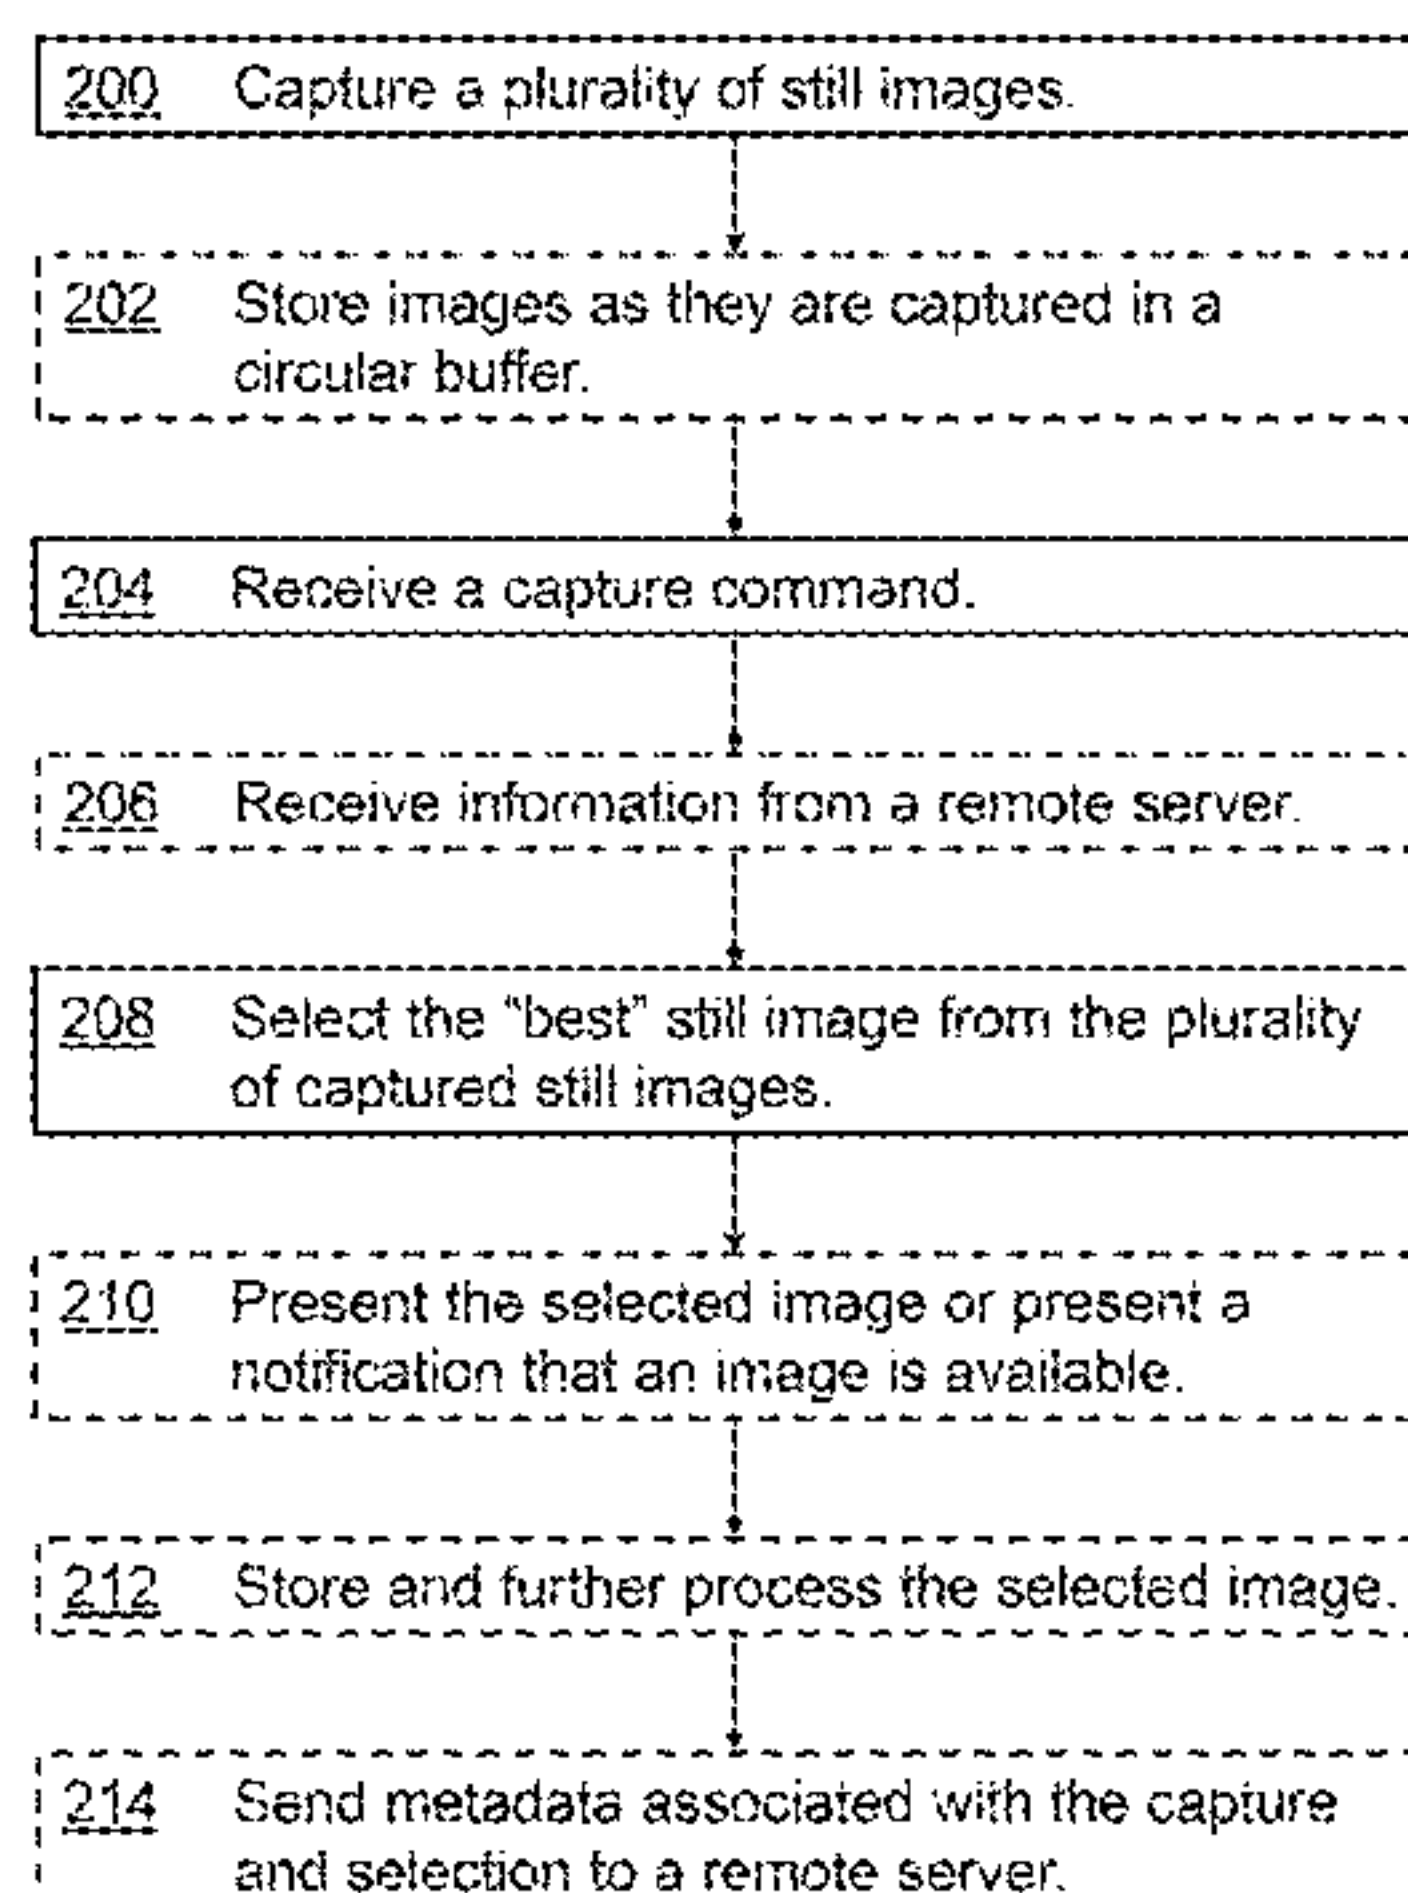 200 Capture a plurality of still images.
202 Store images as they are captured in a
circular buffer.
204 Receive a capture command.
206 Receive information from a remote server.
208 Select the “best” still image from the plurality
of captured still images.
210 Present the selected image or present a
notification that an image is available.
212 Store and further process the selected image.
214 Send metadata associated with the capture
and selection to a remote server.